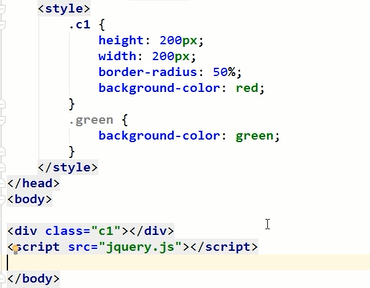 <style>
.c1 {
height: 200px;
width: 200px;
border-radius: 50%;
background-color: red;
}
.green {
background-color: green;
}
</style>
</head>
<body>
<div class="c1"></div>
<script src="jquery.js"></script>
</body>